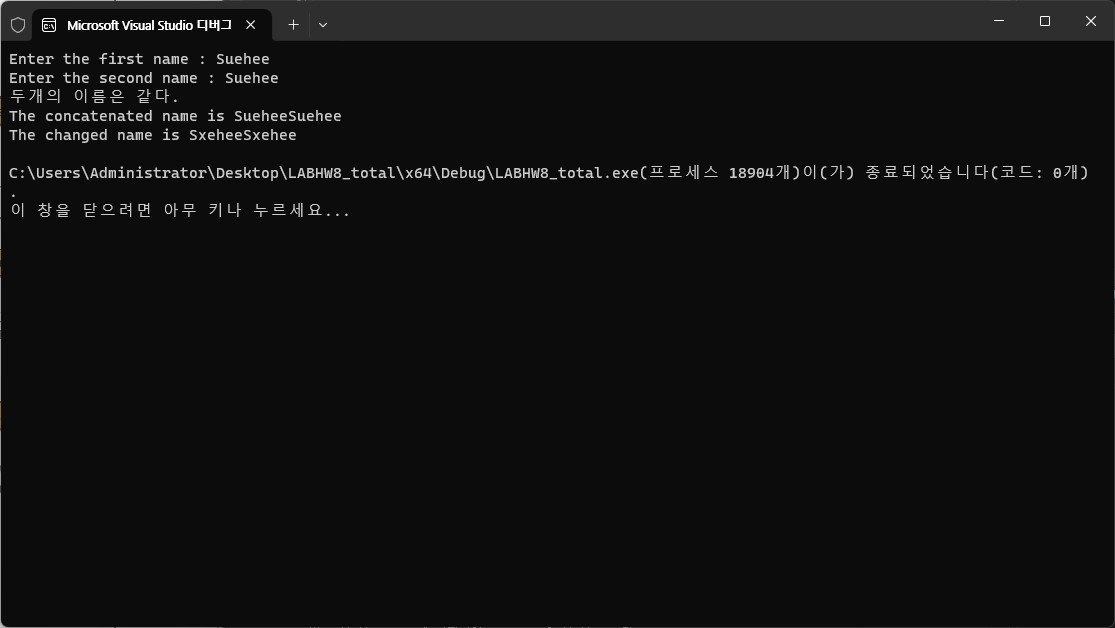 Microsoft Visual Studio 디버그
Enter the first name : Suehee
Enter the second name : Suehee
두개의 이름은 같다.
The concatenated name is SueheeSuehee
The changed name is SxeheeSxehee
C:\Users\Administrator\Desktop\LABHW8_total\x64\Debug\LABHW8_total.exe(프로세스 18904개)이(가) 종료되었습니다(코드: 0개)
.
이 창을 닫으려면 아무 키나 누르세요...